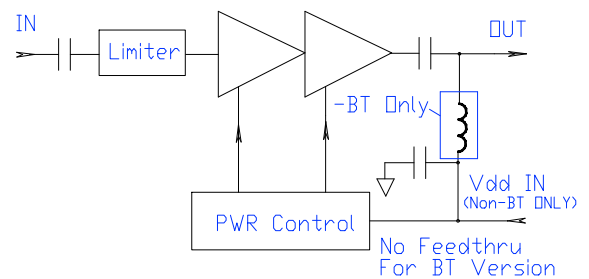 IN
OUT
Limiter
-BT Only
Vdd IN
(Non-BT ONLY)
PWR Control
No Feedthru
For BT Version